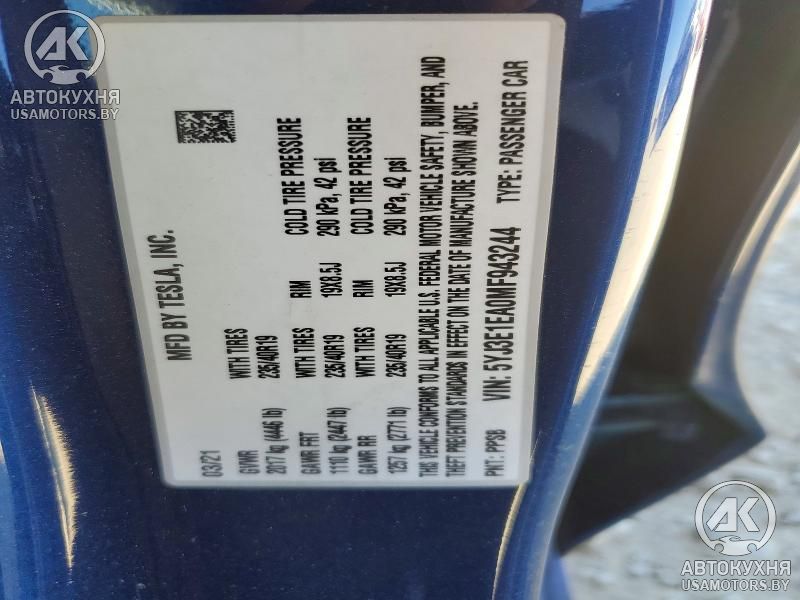 MFD BY TESLA, INC.
03/21
GVWR WITH TIRES RIM COLD TIRE PRESSURE
2017 kg (4446 lb) 235/40R19 19X8.5J 290 kPa, 42 psi
GAWR FRT WITH TIRES RIM COLD TIRE PRESSURE
1110 kg (2447 lb) 235/40R19 19X8.5J 290 kPa, 42 psi
GAWR RR WITH TIRES
1257 kg (2771 lb) 235/40R19
THIS VEHICLE CONFORMS TO ALL APPLICABLE U.S. FEDERAL MOTOR VEHICLE SAFETY, BUMPER, AND
THEFT PREVENTION STANDARDS IN EFFECT ON THE DATE OF MANUFACTURE SHOWN ABOVE.
VIN: 5YJ3E1EA0MF943244 TYPE: PASSENGER CAR
PNT: PPSB
АК
АВТОКУХНЯ
USAMOTORS.BY
АК
АВТОКУХНЯ
USAMOTORS.BY